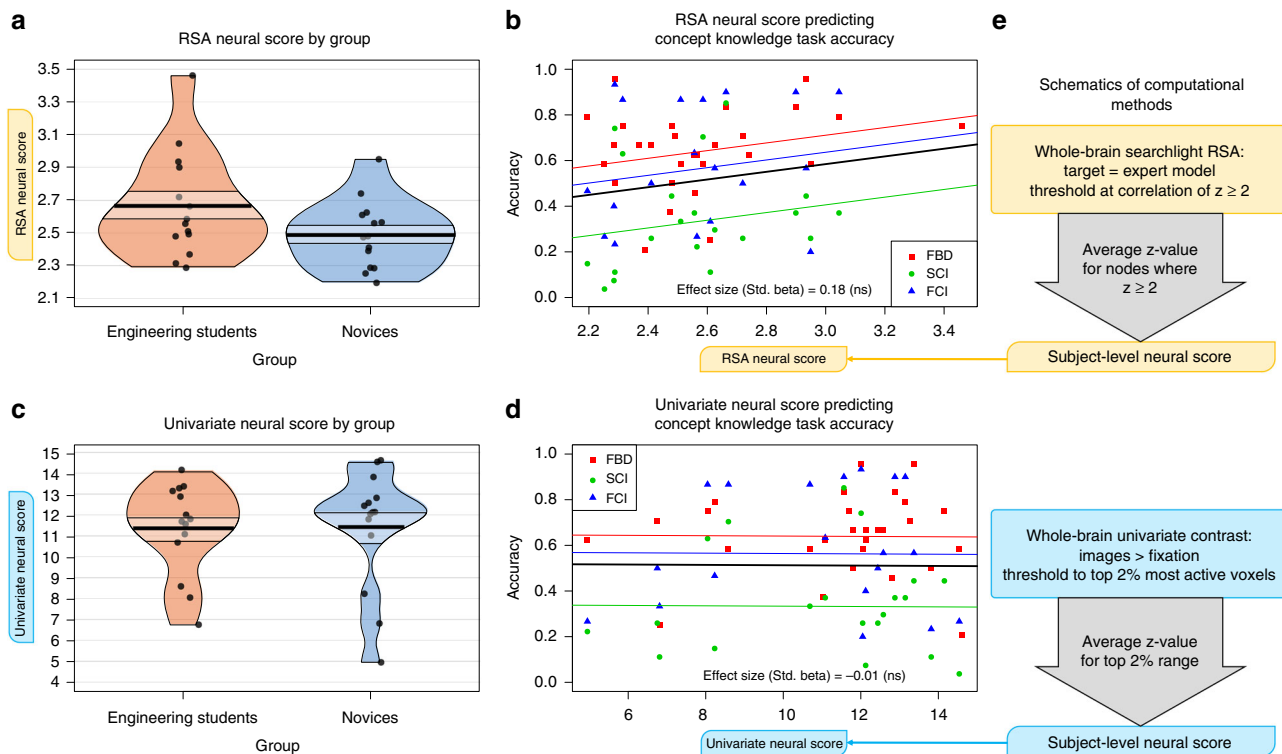 a
RSA neural score by group
RSA neural score
3.5
3.3
3.1
2.9
2.7
2.5
2.3
2.1
Engineering students
Novices
Group
b
RSA neural score predicting
concept knowledge task accuracy
Accuracy
1.0
0.8
0.6
0.4
0.2
0.0
FBD
SCI
FCI
Effect size (Std. beta) = 0.18 (ns)
2.2 2.4 2.6 2.8 3.0 3.2 3.4
RSA neural score
e
Schematics of computational
methods
Whole-brain searchlight RSA:
target = expert model
threshold at correlation of z ≥ 2
Average z-value
for nodes where
z ≥ 2
Subject-level neural score
c
Univariate neural score by group
Univariate neural score
15
14
13
12
11
10
9
8
7
6
5
4
Engineering students
Novices
Group
d
Univariate neural score predicting
concept knowledge task accuracy
Accuracy
1.0
0.8
0.6
0.4
0.2
0.0
FBD
SCI
FCI
Effect size (Std. beta) = –0.01 (ns)
6 8 10 12 14
Univariate neural score
Whole-brain univariate contrast:
images > fixation
threshold to top 2% most active voxels
Average z-value
for top 2% range
Subject-level neural score